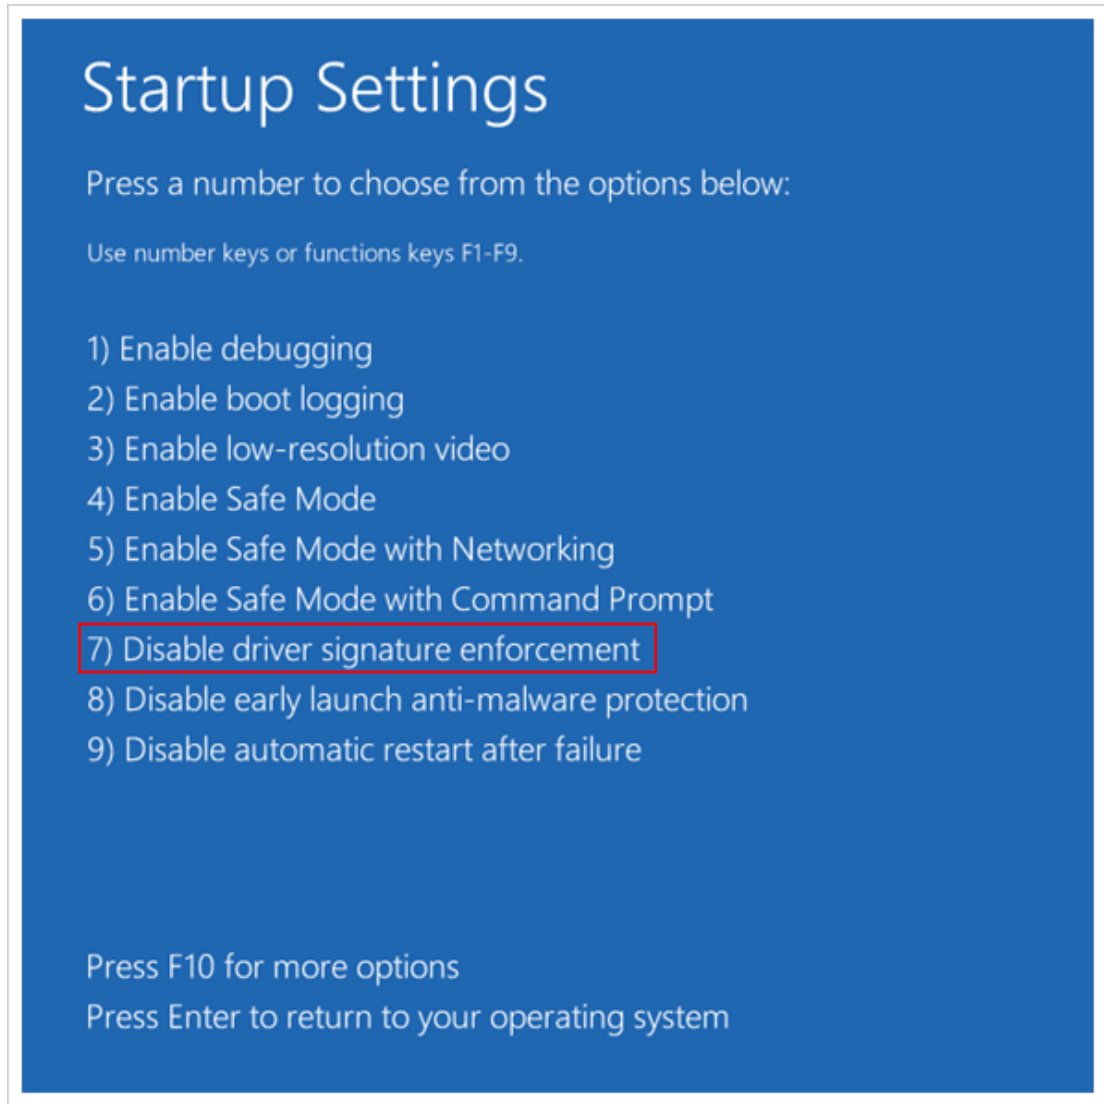 Startup Settings
Press a number to choose from the options below:
Use number keys or functions keys F1-F9.
1) Enable debugging
2) Enable boot logging
3) Enable low-resolution video
4) Enable Safe Mode
5) Enable Safe Mode with Networking
6) Enable Safe Mode with Command Prompt
7) Disable driver signature enforcement
8) Disable early launch anti-malware protection
9) Disable automatic restart after failure
Press F10 for more options
Press Enter to return to your operating system